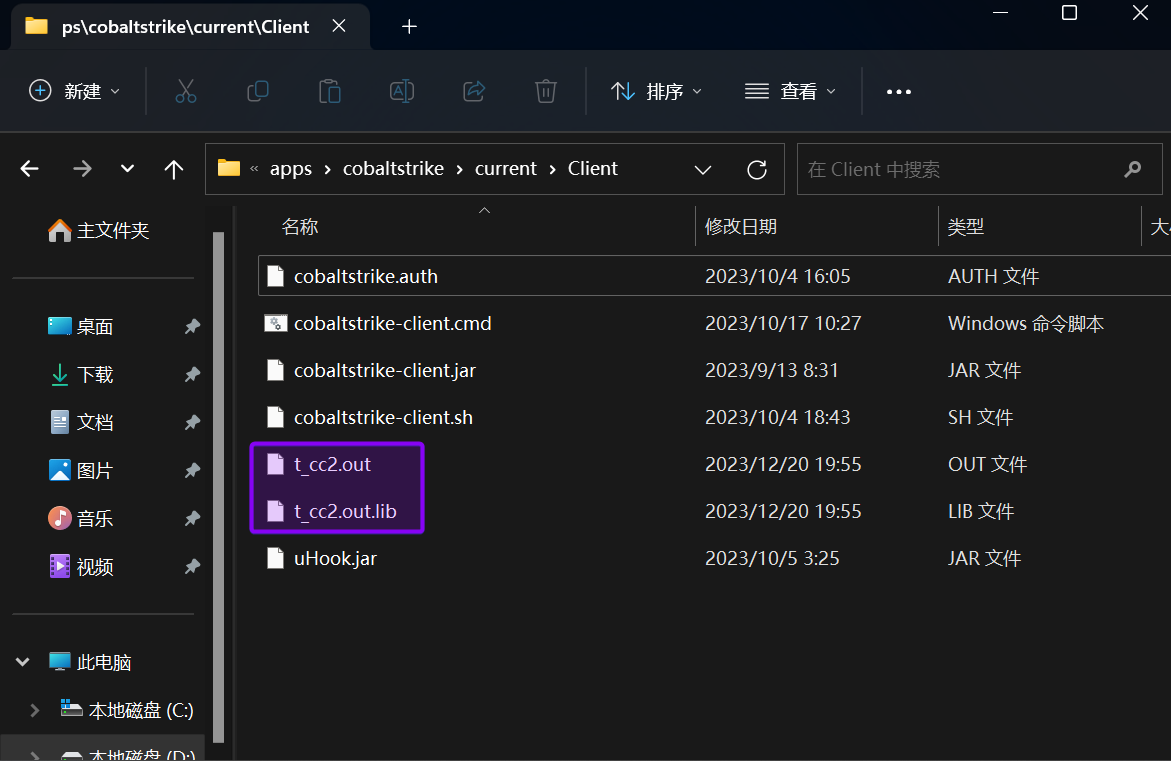 ps\cobaltstrike\current\Client
新建 排序 查看
« apps › cobaltstrike › current › Client 在 Client 中搜索
主文件夹
桌面
下载
文档
图片
音乐
视频
此电脑
本地磁盘 (C:)
本地磁盘 (D:)
名称 修改日期 类型
cobaltstrike.auth 2023/10/4 16:05 AUTH 文件
cobaltstrike-client.cmd 2023/10/17 10:27 Windows 命令脚本
cobaltstrike-client.jar 2023/9/13 8:31 JAR 文件
cobaltstrike-client.sh 2023/10/4 18:43 SH 文件
t_cc2.out 2023/12/20 19:55 OUT 文件
t_cc2.out.lib 2023/12/20 19:55 LIB 文件
uHook.jar 2023/10/5 3:25 JAR 文件